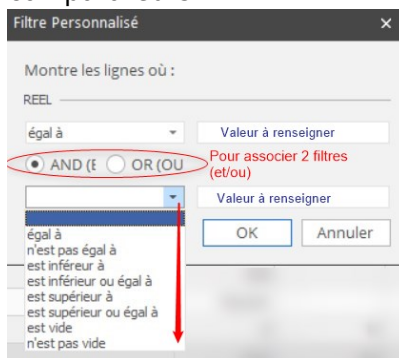 Filtre Personnalisé
Montre les lignes où :
REEL
égal à Valeur à renseigner
AND (E OR (OU Pour associer 2 filtres
(et/ou)
Valeur à renseigner
égal à
n'est pas égal à
est inféreur à
est inférieur ou égal à
est supérieur à
est supérieur ou égal à
est vide
n'est pas vide
OK Annuler